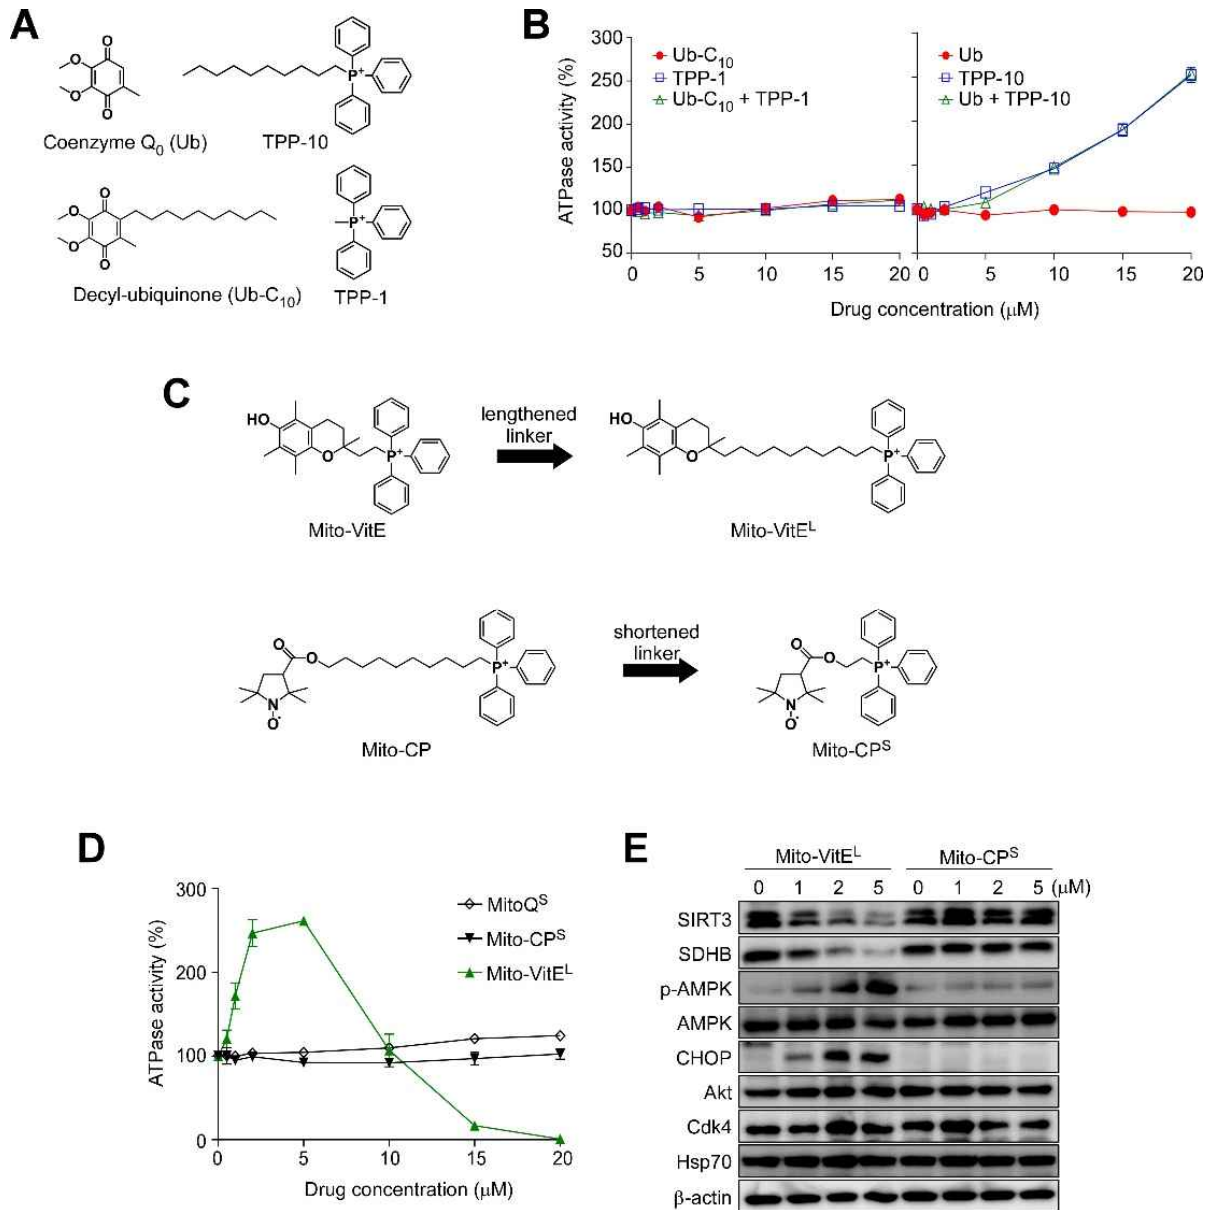 A
O
O
O
O
P+
Coenzyme Q0 (Ub)
TPP-10
O
O
O
O
P+
Decyl-ubiquinone (Ub-C10)
TPP-1
B
ATPase activity (%)
300
250
200
150
100
50
Ub-C10
TPP-1
Ub-C10 + TPP-1
Ub
TPP-10
Ub + TPP-10
0 5 10 15 20
0 5 10 15 20
Drug concentration (μM)
C
HO
O
P+
Mito-VitE
lengthened
linker
HO
O
P+
Mito-VitEL
O
O
P+
N
O·
Mito-CP
shortened
linker
O
O
P+
N
O·
Mito-CPS
D
ATPase activity (%)
300
200
100
0
MitoQS
Mito-CPS
Mito-VitEL
0 5 10 15 20
Drug concentration (μM)
E
Mito-VitEL Mito-CPS
0 1 2 5 0 1 2 5 (μM)
SIRT3
SDHB
p-AMPK
AMPK
CHOP
Akt
Cdk4
Hsp70
β-actin